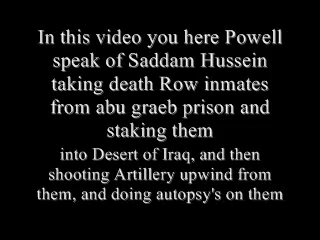 In this video you here Powell
speak of Saddam Hussein
taking death Row inmates
from abu graeb prison and
staking them
into Desert of Iraq, and then
shooting Artillery upwind from
them, and doing autopsy's on them